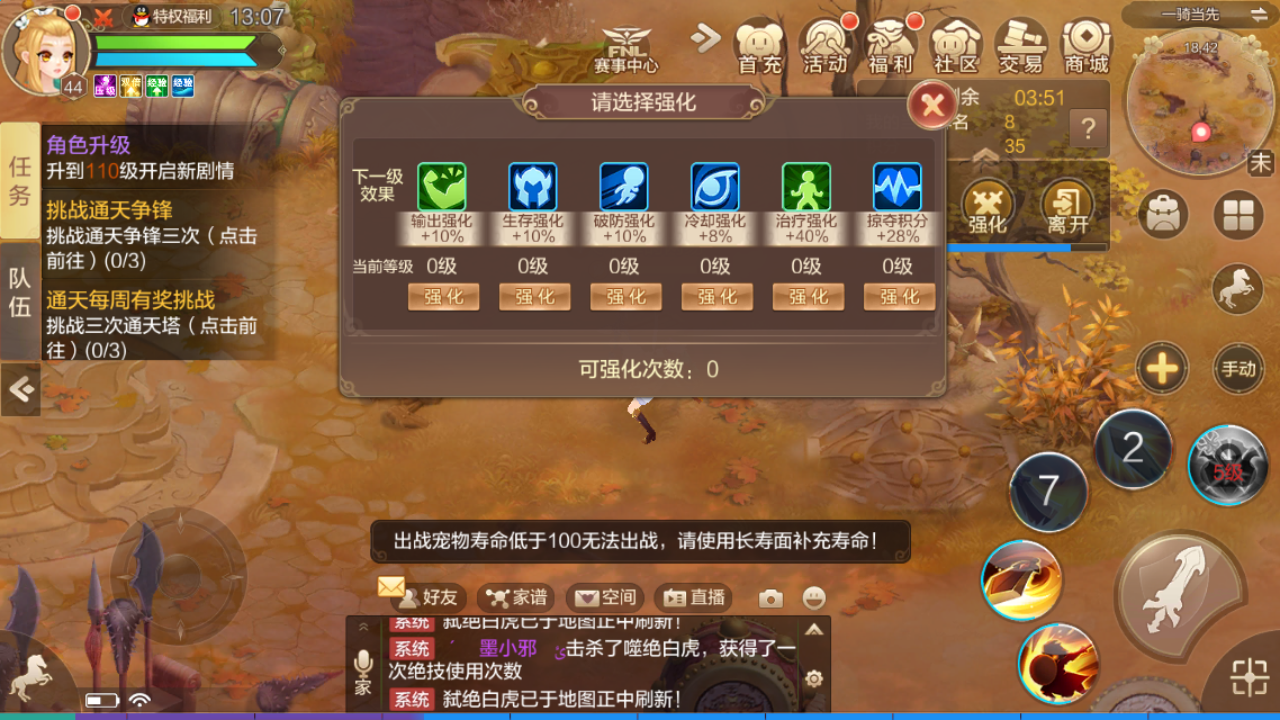 特权福利 13:07
44
压级 双倍 经验 经验
FNL
赛事中心
首充 活动 福利 社区 交易 商城
一骑当先
18,42
未
任务
队伍
角色升级
升到110级开启新剧情
挑战通天争锋
挑战通天争锋三次（点击
前往）(0/3)
通天每周有奖挑战
挑战三次通天塔（点击前
往）(0/3)
请选择强化
余 03:51
名 8
35
?
强化 离开
下一级
效果
输出强化 生存强化 破防强化 冷却强化 治疗强化 掠夺积分
+10% +10% +10% +8% +40% +28%
当前等级 0级 0级 0级 0级 0级 0级
强化 强化 强化 强化 强化 强化
可强化次数：0
手动
2
7
5级
出战宠物寿命低于100无法出战，请使用长寿面补充寿命！
好友 家谱 空间 直播
家
系统 弑绝白虎已于地图正中刷新！
系统 墨小邪 击杀了噬绝白虎，获得了一
次绝技使用次数
系统 弑绝白虎已于地图正中刷新！